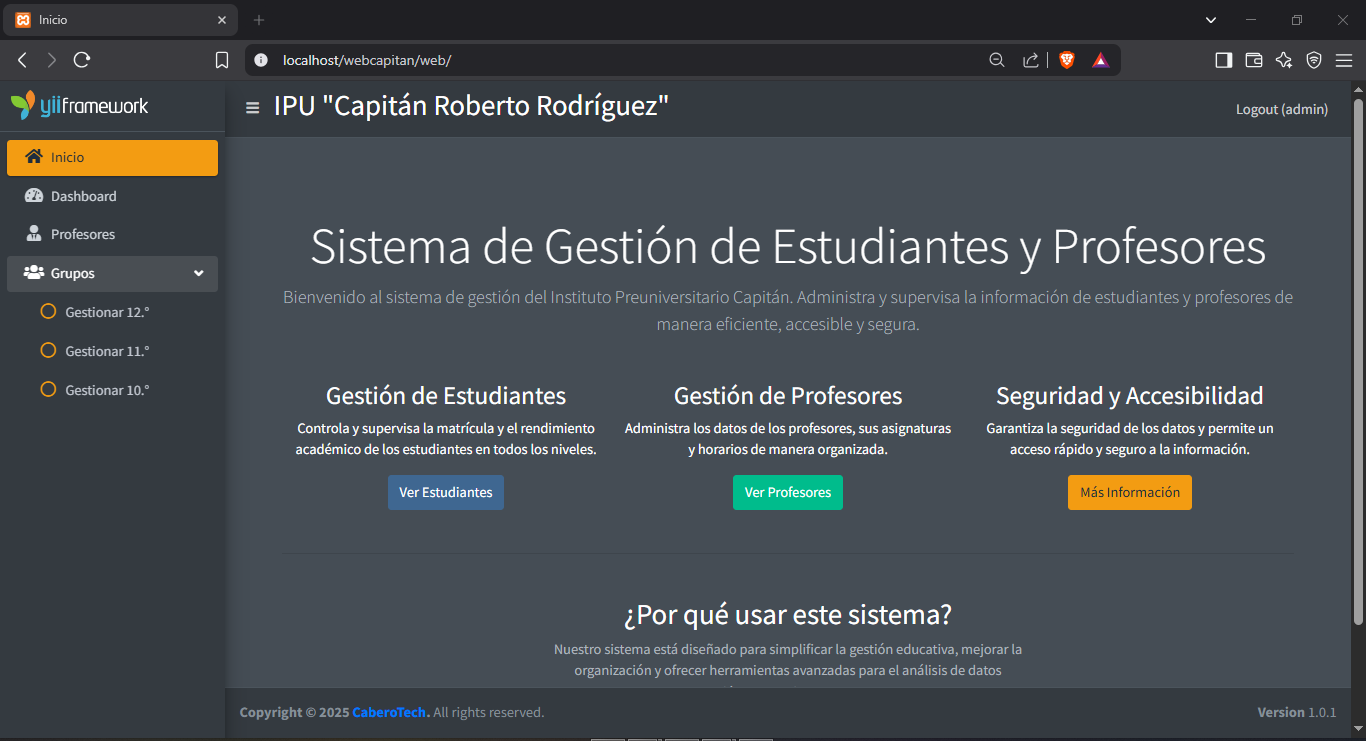 Inicio
localhost/webcapitan/web/
yiiframework
IPU "Capitán Roberto Rodríguez"
Logout (admin)
Inicio
Dashboard
Profesores
Grupos
Gestionar 12.°
Gestionar 11.°
Gestionar 10.°
Sistema de Gestión de Estudiantes y Profesores
Bienvenido al sistema de gestión del Instituto Preuniversitario Capitán. Administra y supervisa la información de estudiantes y profesores de
manera eficiente, accesible y segura.
Gestión de Estudiantes
Controla y supervisa la matrícula y el rendimiento
académico de los estudiantes en todos los niveles.
Ver Estudiantes
Gestión de Profesores
Administra los datos de los profesores, sus asignaturas
y horarios de manera organizada.
Ver Profesores
Seguridad y Accesibilidad
Garantiza la seguridad de los datos y permite un
acceso rápido y seguro a la información.
Más Información
¿Por qué usar este sistema?
Nuestro sistema está diseñado para simplificar la gestión educativa, mejorar la
organización y ofrecer herramientas avanzadas para el análisis de datos
Copyright © 2025 CaberoTech. All rights reserved.
Version 1.0.1